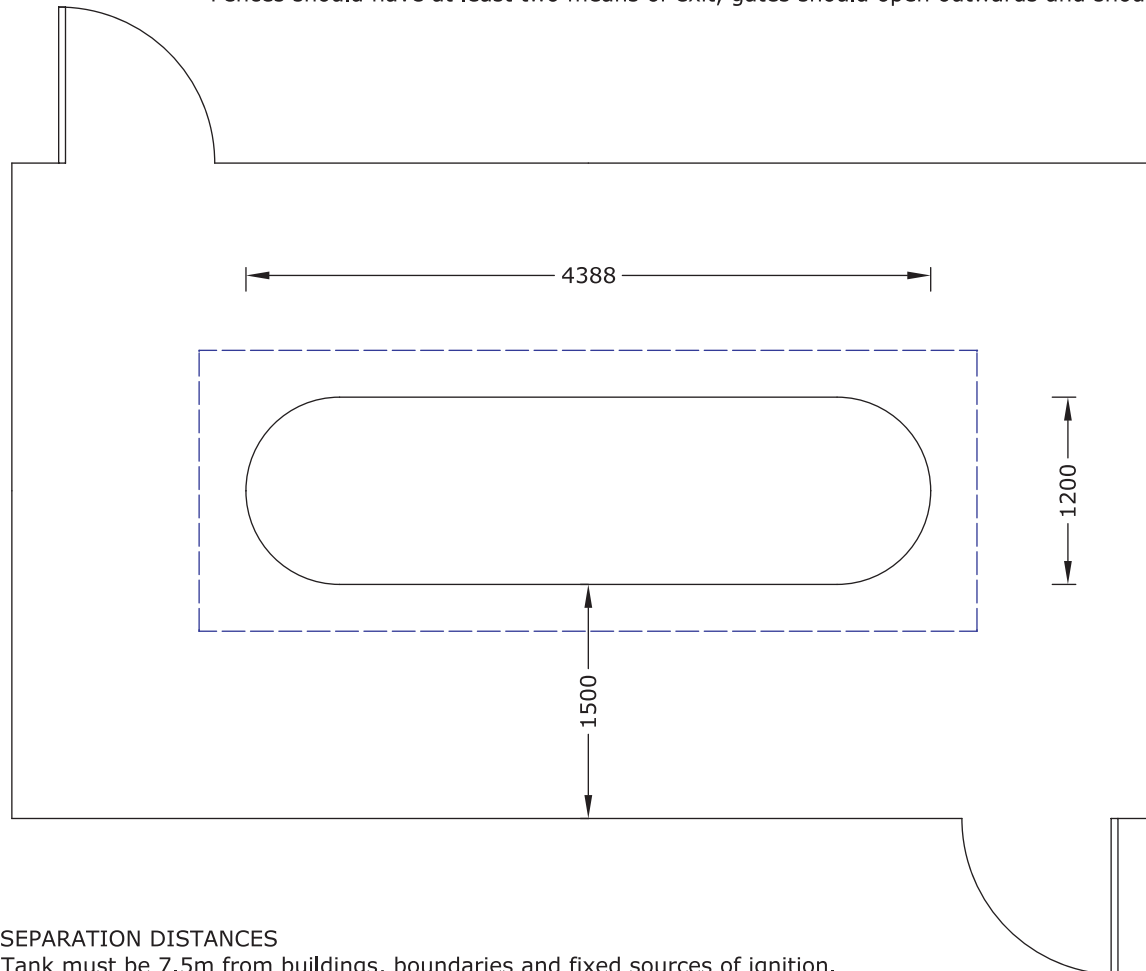 Fences should have at least two means of exit, gates should open outwards and
4388
1200
1500
SEPARATION DISTANCES
Tank must be 7.5m from buildings, boundaries and fixed sources of ignition.